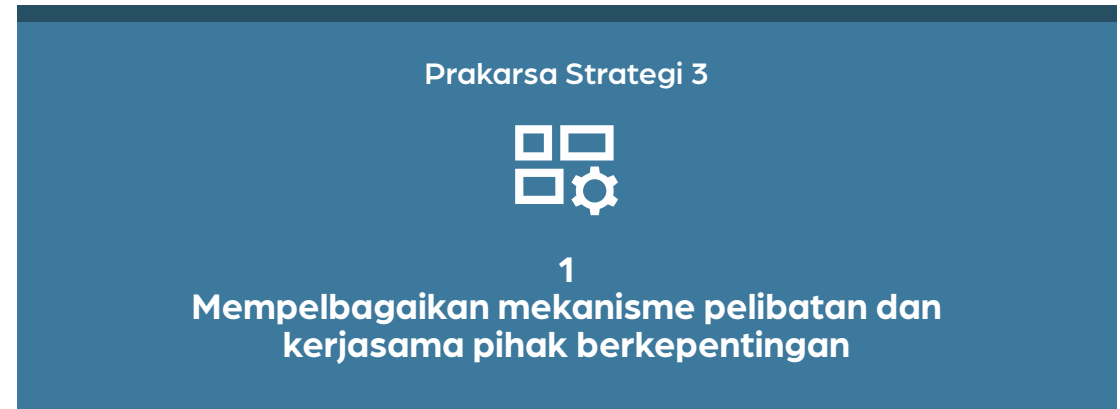 Prakarsa Strategi 3
1
Mempelbagaikan mekanisme pelibatan dan
kerjasama pihak berkepentingan